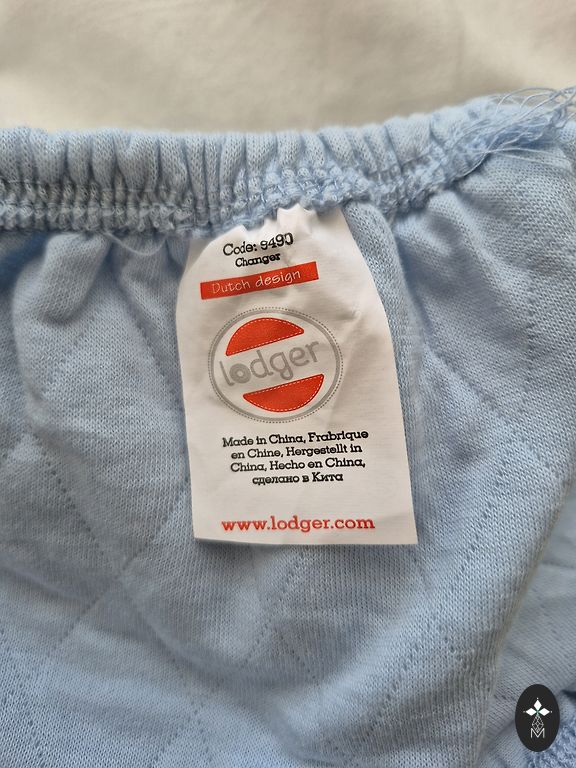 Code: 9490
Changer
Dutch design
lodger
Made in China, Frabrique
en Chine, Hergestellt in
China, Hecho en China,
сделано в Кита
www.lodger.com
M